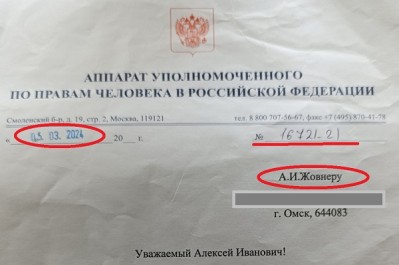 АППАРАТ УПОЛНОМОЧЕННОГО
ПО ПРАВАМ ЧЕЛОВЕКА В РОССИЙСКОЙ ФЕДЕРАЦИИ
Смоленский б-р, д. 19, стр. 2, Москва, 119121 тел. 8 800 707-56-67, факс +7 (495) 870-41-78
« 03. 03. 2024 20 г. № 16721-21
А.И.Жовнеру
г. Омск, 644083
Уважаемый Алексей Иванович!